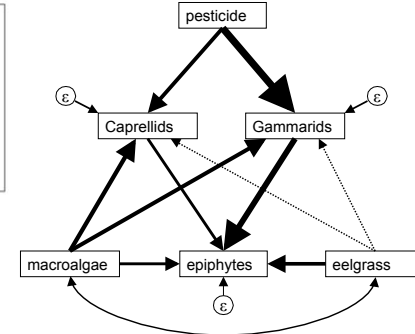 pesticide
ε
ε
Caprellids
Gammarids
macroalgae
epiphytes
eelgrass
ε